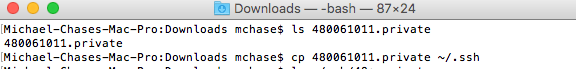 Downloads — -bash — 87×24
[Michael-Chases-Mac-Pro:Downloads mchase$ ls 480061011.private
480061011.private
[Michael-Chases-Mac-Pro:Downloads mchase$ cp 480061011.private ~/.ssh